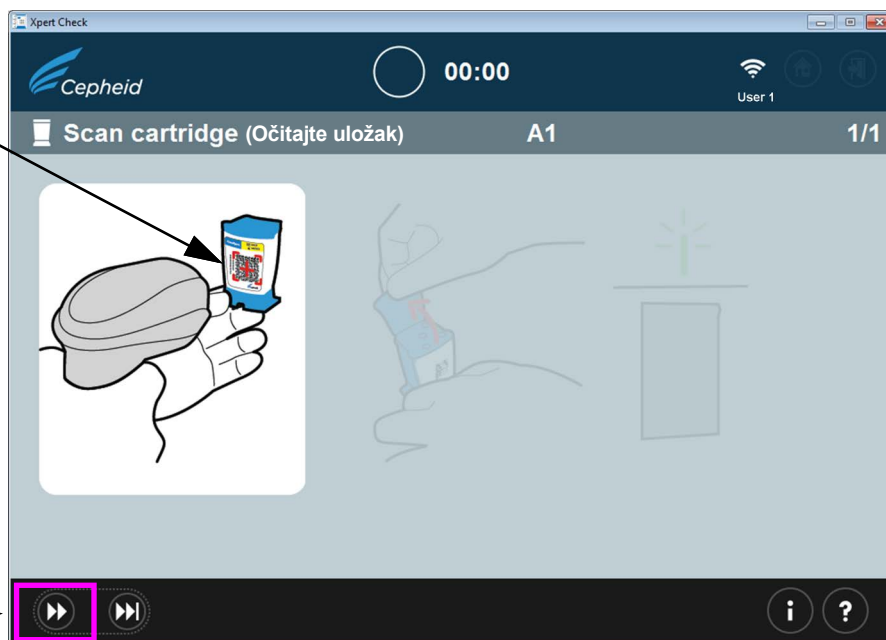 Xpert Check
Cepheid
00:00
User 1
Scan cartridge (Očitajte uložak)
A1
1/1
i
?